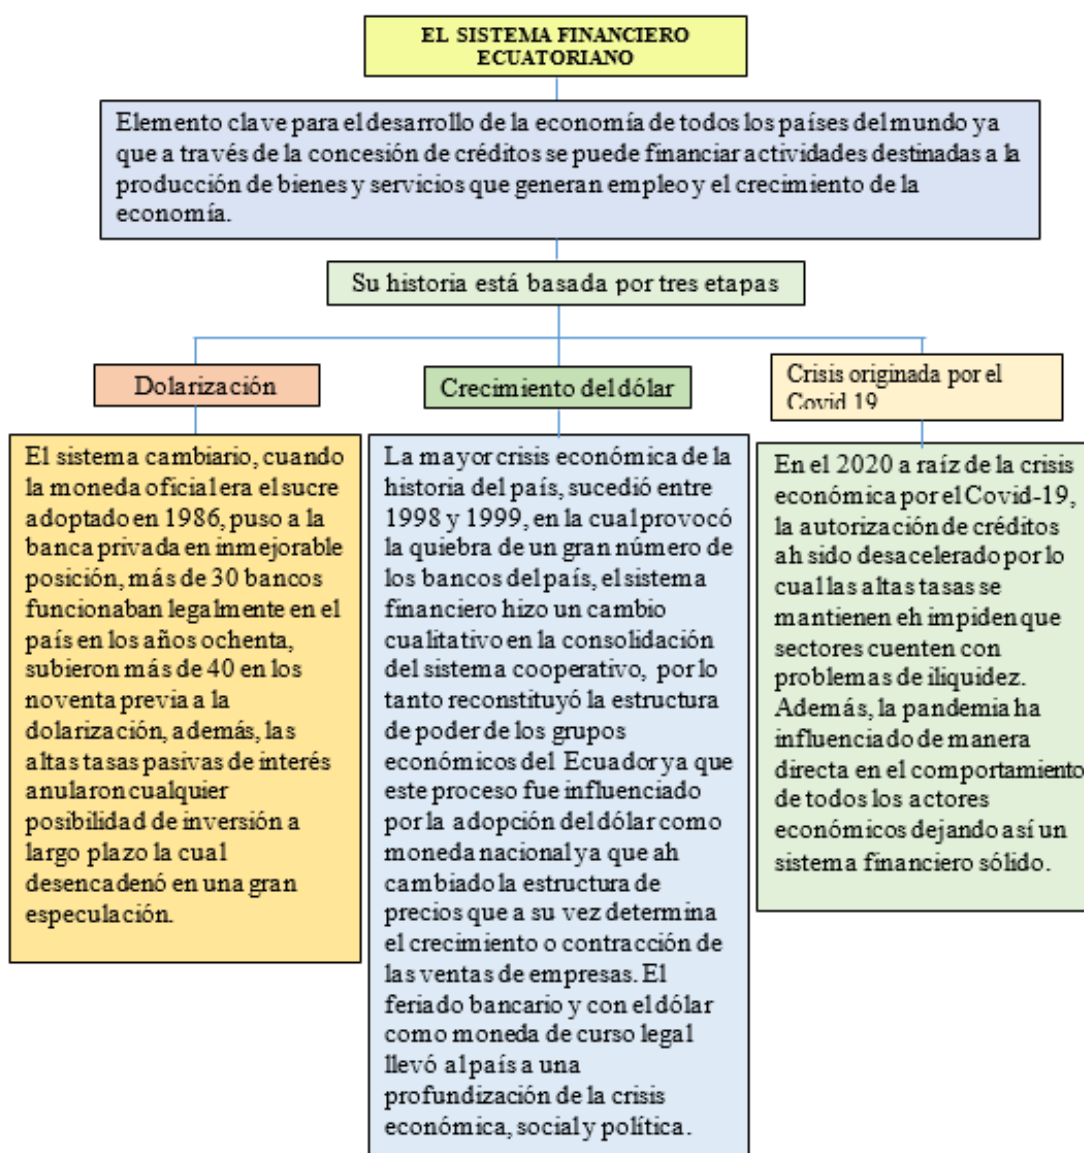 EL SISTEMA FINANCIERO
ECUATORIANO
Elemento clave para el desarrollo de la economía de todos los países del mundo ya
que a través de la concesión de créditos se puede financiar actividades destinadas a la
producción de bienes y servicios que generan empleo y el crecimiento de la
economía.
Su historia está basada por tres etapas
Dolarización
El sistema cambiario, cuando
la moneda oficial era el sucre
adoptado en 1986, puso a la
banca privada en inmejorable
posición, más de 30 bancos
funcionaban legalmente en el
país en los años ochenta,
subieron más de 40 en los
noventa previa a la
dolarización, además, las
altas tasas pasivas de interés
anularon cualquier
posibilidad de inversión a
largo plazo la cual
desencadenó en una gran
especulación.
Crecimiento del dólar
La mayor crisis económica de la
historia del país, sucedió entre
1998 y 1999, en la cual provocó
la quiebra de un gran número de
los bancos del país, el sistema
financiero hizo un cambio
cualitativo en la consolidación
del sistema cooperativo, por lo
tanto reconstituyó la estructura
de poder de los grupos
económicos del Ecuador ya que
este proceso fue influenciado
por la adopción del dólar como
moneda nacional ya que ah
cambiado la estructura de
precios que a su vez determina
el crecimiento o contracción de
las ventas de empresas. El
feriado bancario y con el dólar
como moneda de curso legal
llevó al país a una
profundización de la crisis
económica, social y política.
Crisis originada por el
Covid 19
En el 2020 a raíz de la crisis
económica por el Covid-19,
la autorización de créditos
ah sido desacelerado por lo
cual las altas tasas se
mantienen eh impiden que
sectores cuenten con
problemas de iliquidez.
Además, la pandemia ha
influenciado de manera
directa en el comportamiento
de todos los actores
económicos dejando así un
sistema financiero sólido.